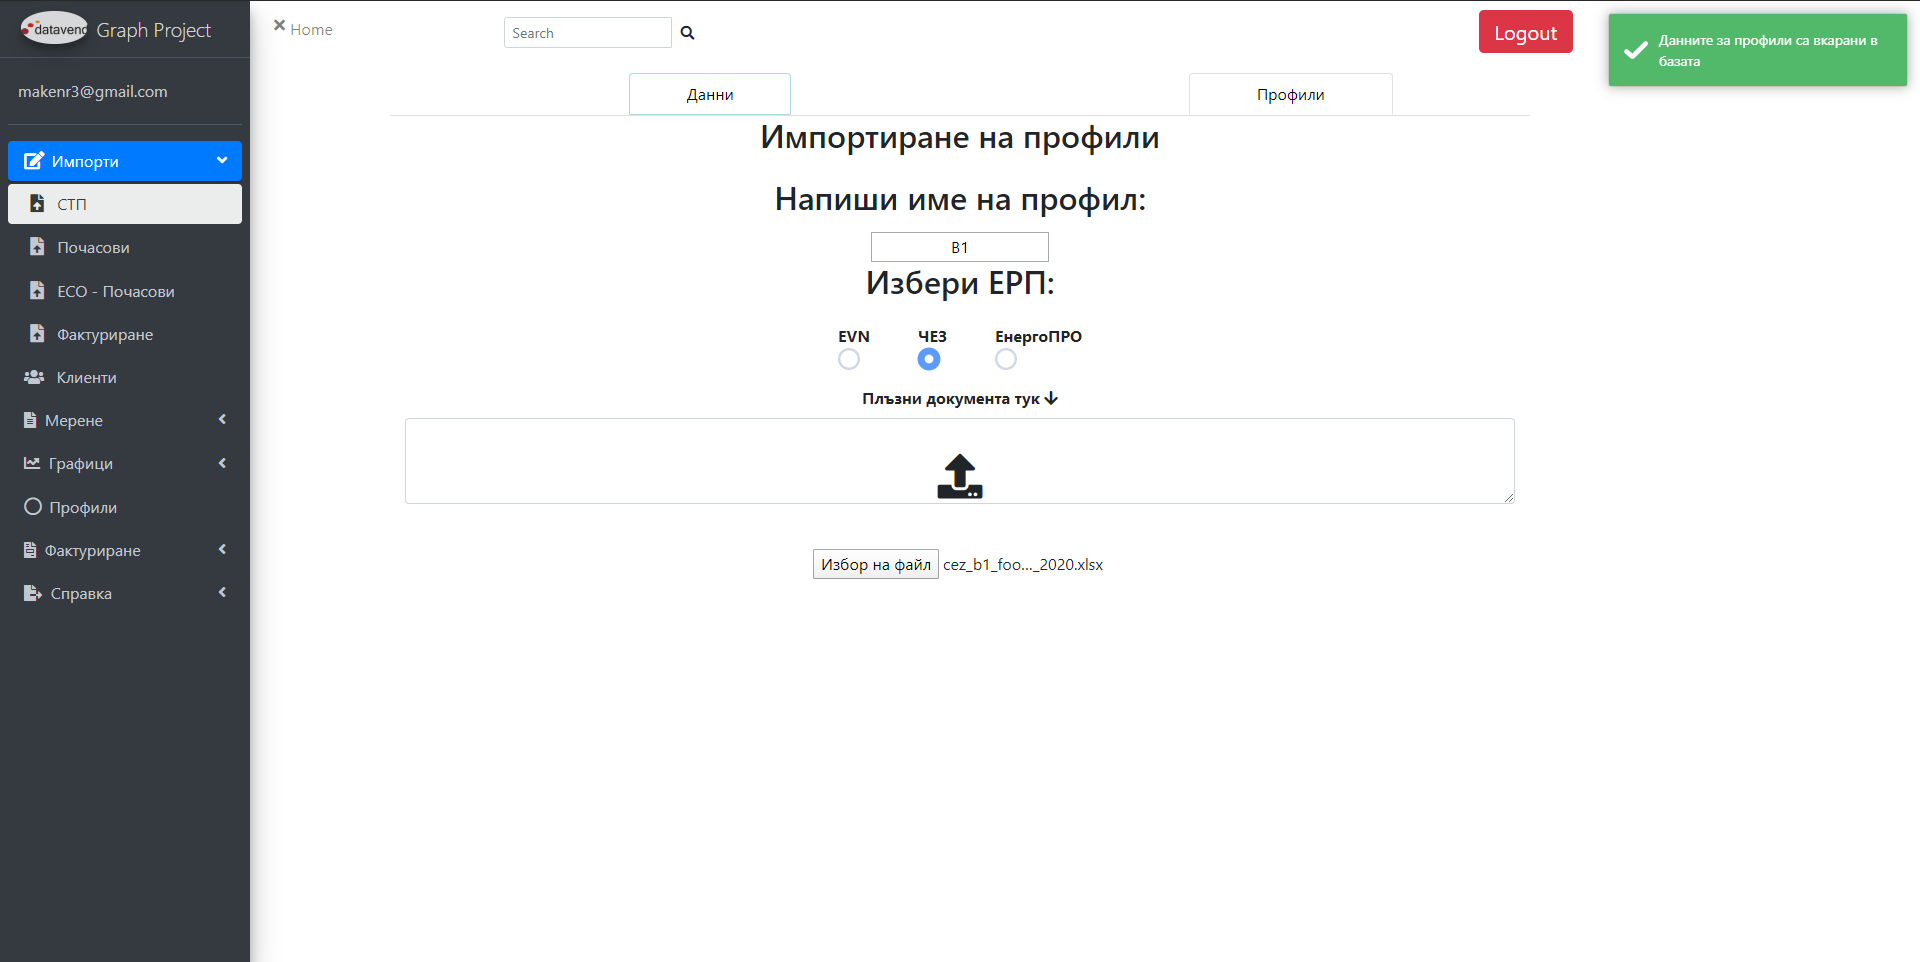 datavend
Graph Project
makenr3@gmail.com
Импорти
СТП
Почасови
ЕСО - Почасови
Фактуриране
Клиенти
Мерене
Графици
Профили
Фактуриране
Справка
Home
Search
Logout
Данните за профили са вкарани в
базата
Данни
Профили
Импортиране на профили
Напиши име на профил:
B1
Избери ЕРП:
EVN
ЧЕЗ
ЕнергоПРО
Плъзни документа тук
Избор на файл
cez_b1_foo..._2020.xlsx